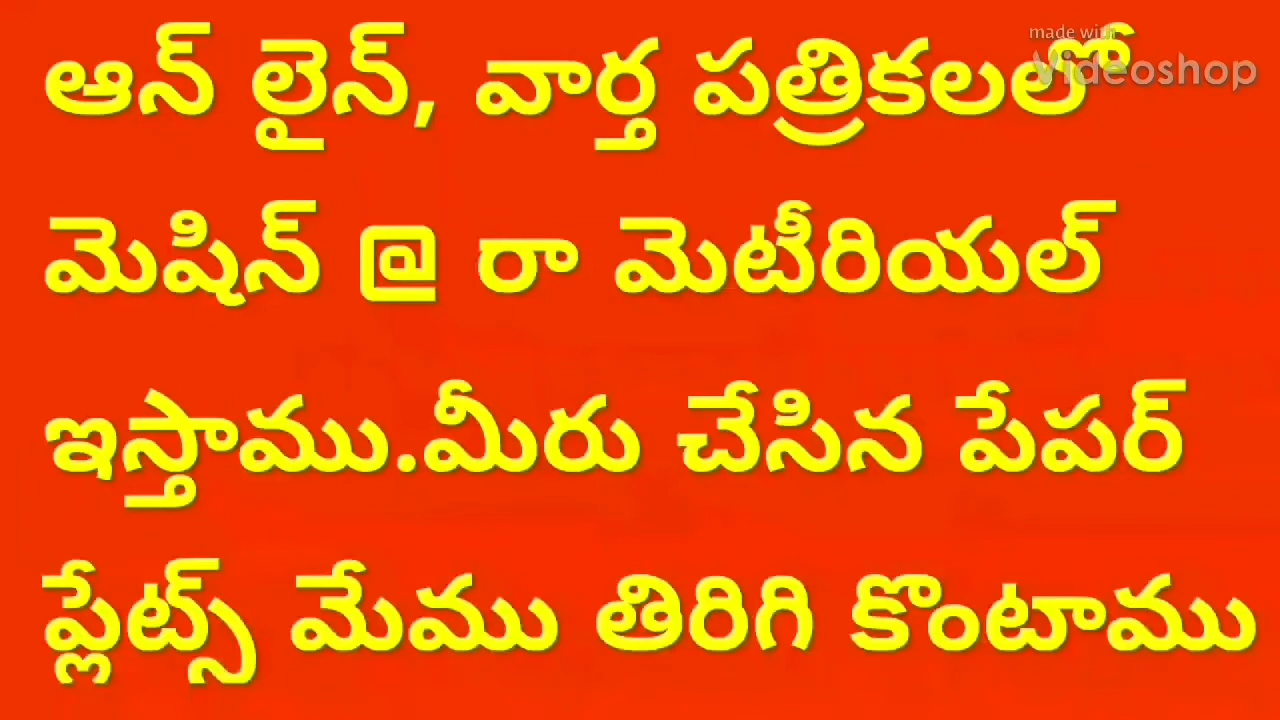 made with
Videoshop
ఆన్ లైన్, వార్త పత్రికలలో
మెషిన్ @ రా మెటీరియల్
ఇస్తాము.మీరు చేసిన పేపర్
ప్లేట్స్ మేము తిరిగి కొంటాము